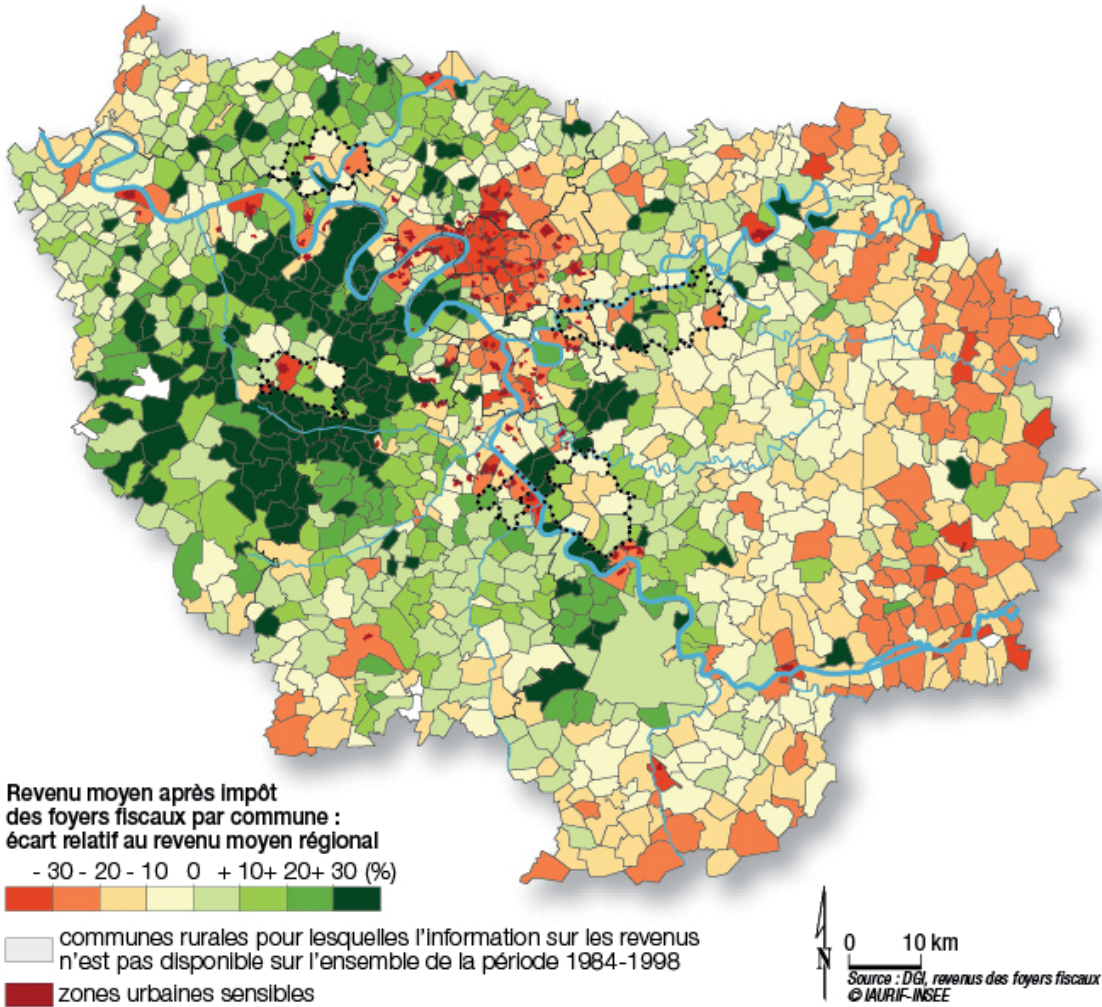 Revenu moyen après impôt
des foyers fiscaux par commune :
écart relatif au revenu moyen régional
- 30 - 20 - 10 0 + 10+ 20+ 30 (%)
communes rurales pour lesquelles l'information sur les revenus
n'est pas disponible sur l'ensemble de la période 1984-1998
zones urbaines sensibles
N
0 10 km
Source : DGI, revenus des foyers fiscaux
© IAURIF-INSEE